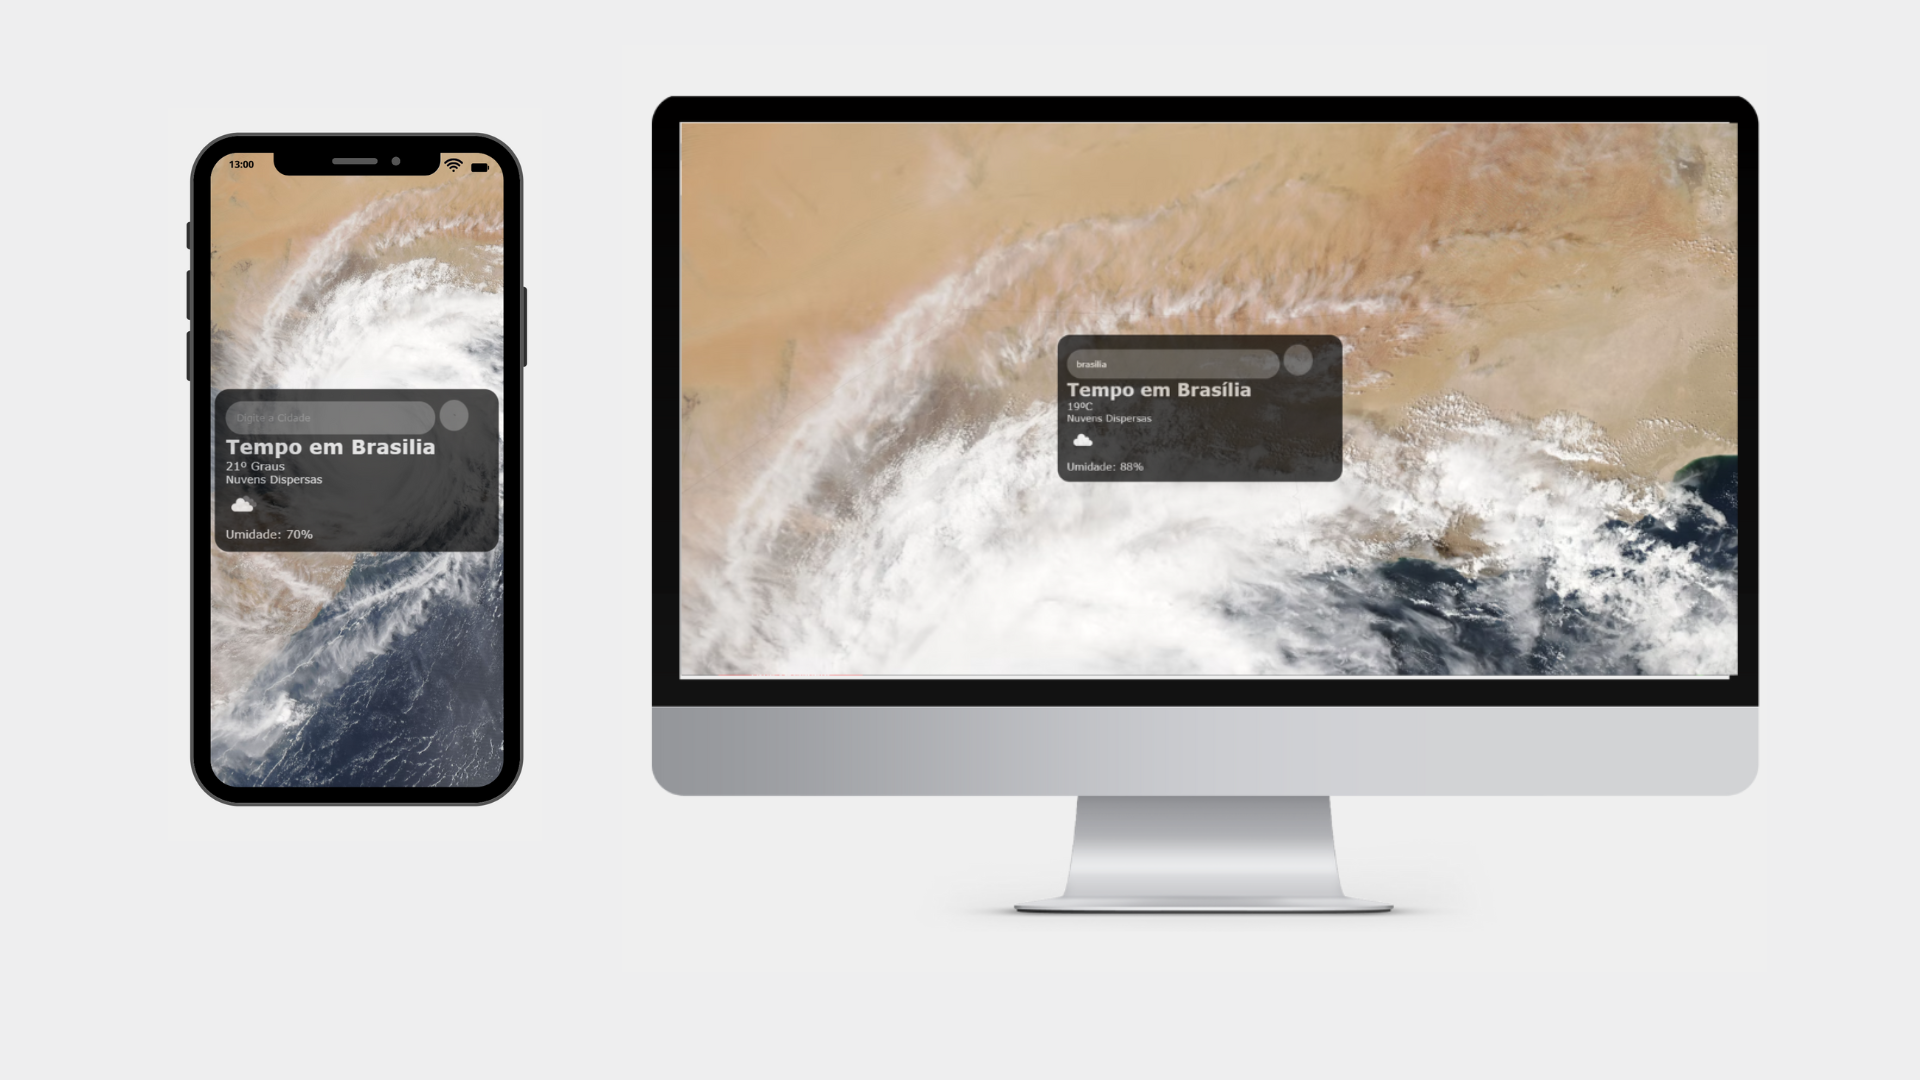 13:00
Digite a Cidade
Tempo em Brasilia
21º Graus
Nuvens Dispersas
Umidade: 70%
brasília
Tempo em Brasília
19ºC
Nuvens Dispersas
Umidade: 88%